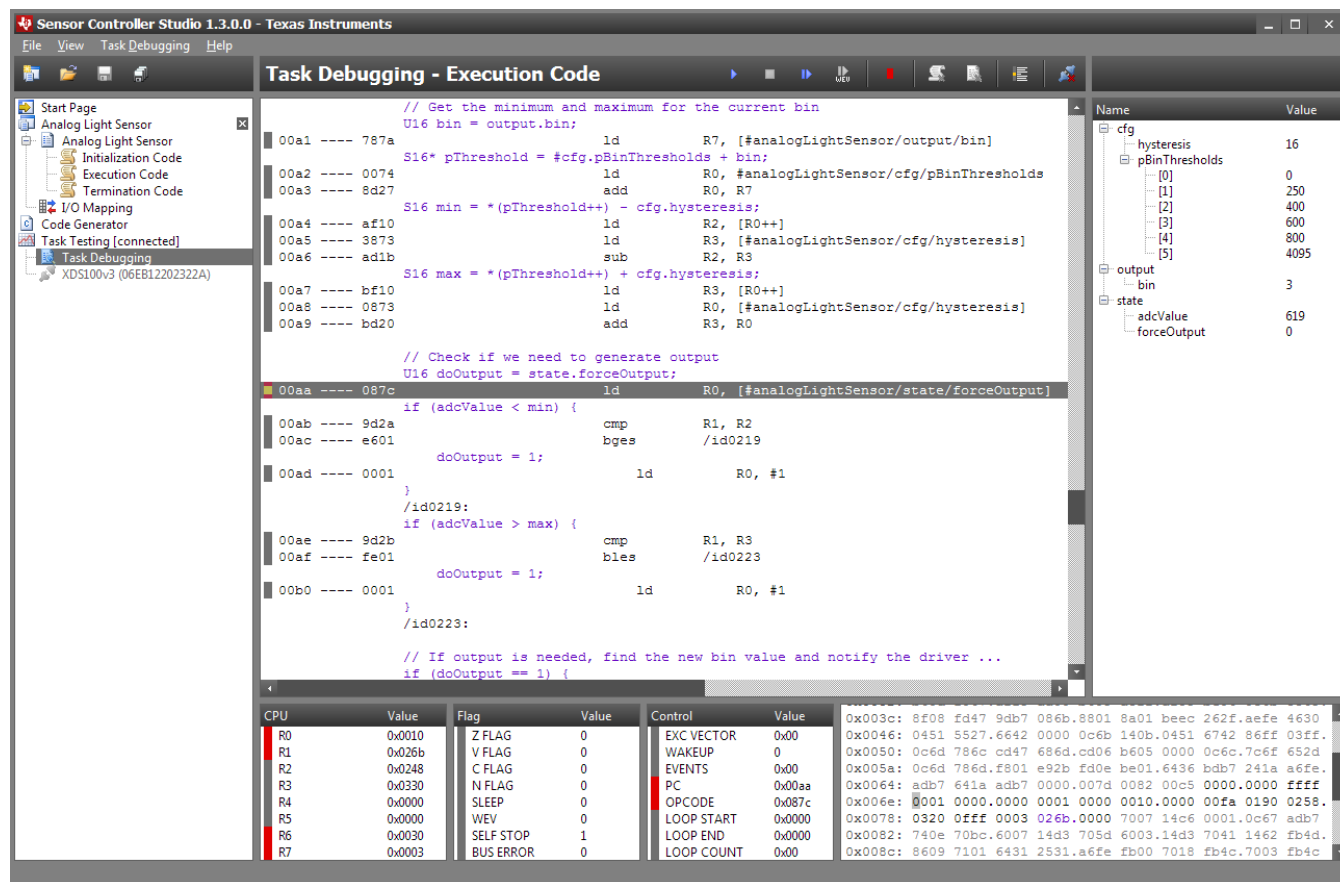 Sensor Controller Studio 1.3.0.0 - Texas Instruments
File View Task Debugging Help
Task Debugging - Execution Code
WEV
Start Page
Analog Light Sensor
Analog Light Sensor
Initialization Code
Execution Code
Termination Code
I/O Mapping
Code Generator
Task Testing [connected]
Task Debugging
XDS100v3 (06EB12202322A)
// Get the minimum and maximum for the current bin
U16 bin = output.bin;
00a1 ---- 787a ld R7, [#analogLightSensor/output/bin]
S16* pThreshold = #cfg.pBinThresholds + bin;
00a2 ---- 0074 ld R0, #analogLightSensor/cfg/pBinThresholds
00a3 ---- 8d27 add R0, R7
S16 min = *(pThreshold++) - cfg.hysteresis;
00a4 ---- af10 ld R2, [R0++]
00a5 ---- 3873 ld R3, [#analogLightSensor/cfg/hysteresis]
00a6 ---- ad1b sub R2, R3
S16 max = *(pThreshold++) + cfg.hysteresis;
00a7 ---- bf10 ld R3, [R0++]
00a8 ---- 0873 ld R0, [#analogLightSensor/cfg/hysteresis]
00a9 ---- bd20 add R3, R0
// Check if we need to generate output
U16 doOutput = state.forceOutput;
00aa ---- 087c ld R0, [#analogLightSensor/state/forceOutput]
if (adcValue < min) {
00ab ---- 9d2a cmp R1, R2
00ac ---- e601 bges /id0219
doOutput = 1;
00ad ---- 0001 ld R0, #1
}
/id0219:
if (adcValue > max) {
00ae ---- 9d2b cmp R1, R3
00af ---- fe01 bles /id0223
doOutput = 1;
00b0 ---- 0001 ld R0, #1
}
/id0223:
// If output is needed, find the new bin value and notify the driver ...
if (doOutput == 1) {
Name Value
cfg
hysteresis 16
pBinThresholds
[0] 0
[1] 250
[2] 400
[3] 600
[4] 800
[5] 4095
output
bin 3
state
adcValue 619
forceOutput 0
CPU Value
R0 0x0010
R1 0x026b
R2 0x0248
R3 0x0330
R4 0x0000
R5 0x0000
R6 0x0030
R7 0x0003
Flag Value
Z FLAG 0
V FLAG 0
C FLAG 0
N FLAG 0
SLEEP 0
WEV 0
SELF STOP 1
BUS ERROR 0
Control Value
EXC VECTOR 0x00
WAKEUP 0
EVENTS 0x00
PC 0x00aa
OPCODE 0x087c
LOOP START 0x0000
LOOP END 0x0000
LOOP COUNT 0x00
0x003c: 8f08 fd47 9db7 086b.8801 8a01 beec 262f.aefe 4630
0x0046: 0451 5527.6642 0000 0c6b 140b.0451 6742 86ff 03ff.
0x0050: 0c6d 786c cd47 686d.cd06 b605 0000 0c6c.7c6f 652d
0x005a: 0c6d 786d.f801 e92b fd0e be01.6436 bdb7 241a a6fe.
0x0064: adb7 641a adb7 0000.007d 0082 00c5 0000.0000 ffff
0x006e: 0001 0000.0000 0001 0000 0010.0000 00fa 0190 0258.
0x0078: 0320 0fff 0003 026b.0000 7007 14c6 0001.0c67 adb7
0x0082: 740e 70bc.6007 14d3 705d 6003.14d3 7041 1462 fb4d.
0x008c: 8609 7101 6431 2531.a6fe fb00 7018 fb4c.7003 fb4c